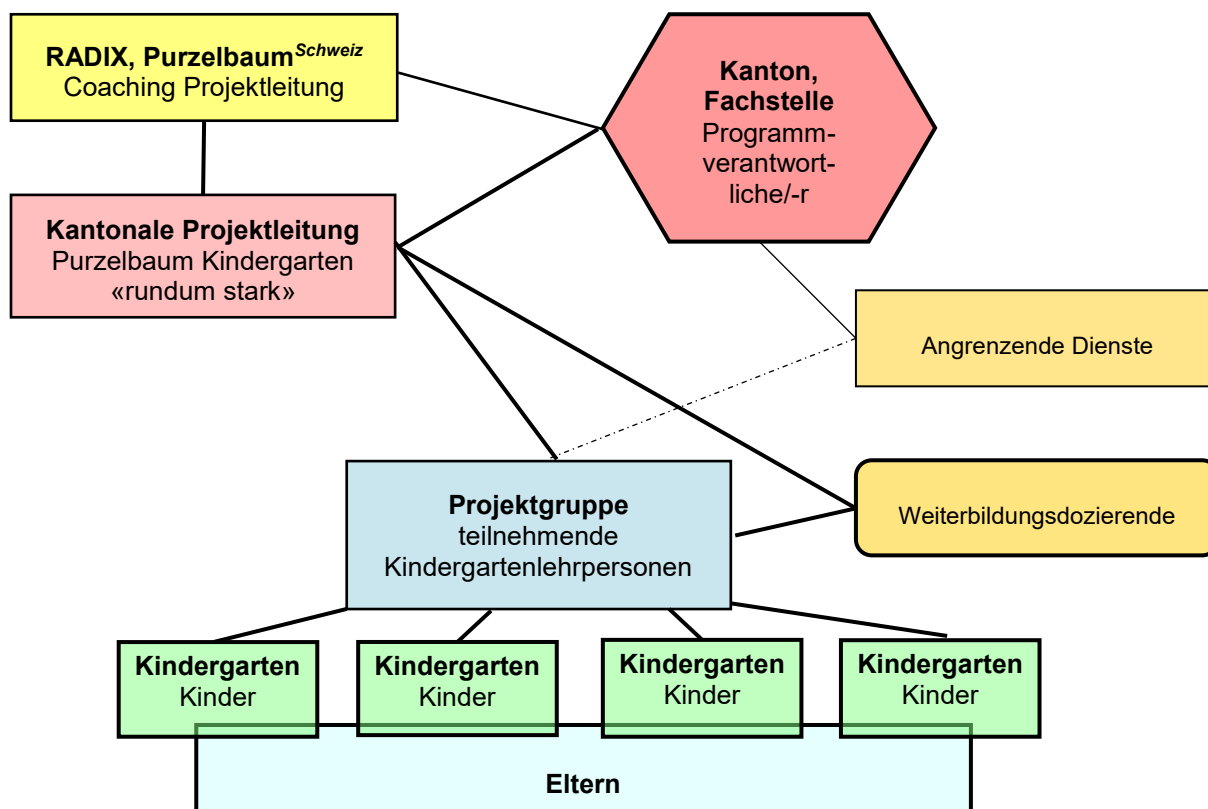 RADIX, Purzelbaum Schweiz
Coaching Projektleitung
Kanton,
Fachstelle
Programm-
verantwort-
liche/-r
Kantonale Projektleitung
Purzelbaum Kindergarten
«rundum stark»
Angrenzende Dienste
Projektgruppe
teilnehmende
Kindergartenlehrpersonen
Weiterbildungsdozierende
Kindergarten
Kinder
Kindergarten
Kinder
Kindergarten
Kinder
Kindergarten
Kinder
Eltern